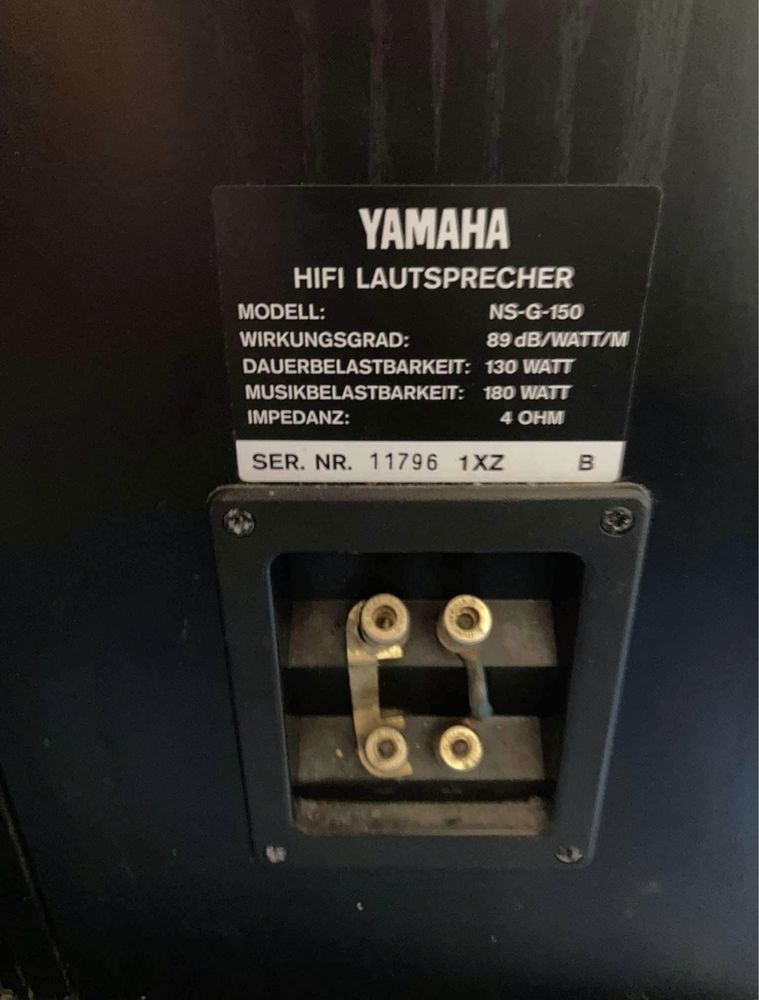 YAMAHA
HIFI LAUTSPRECHER
MODELL: NS-G-150
WIRKUNGSGRAD: 89 dB/WATT/M
DAUERBELASTBARKEIT: 130 WATT
MUSIKBELASTBARKEIT: 180 WATT
IMPEDANZ: 4 OHM
SER. NR. 11796 1XZ B